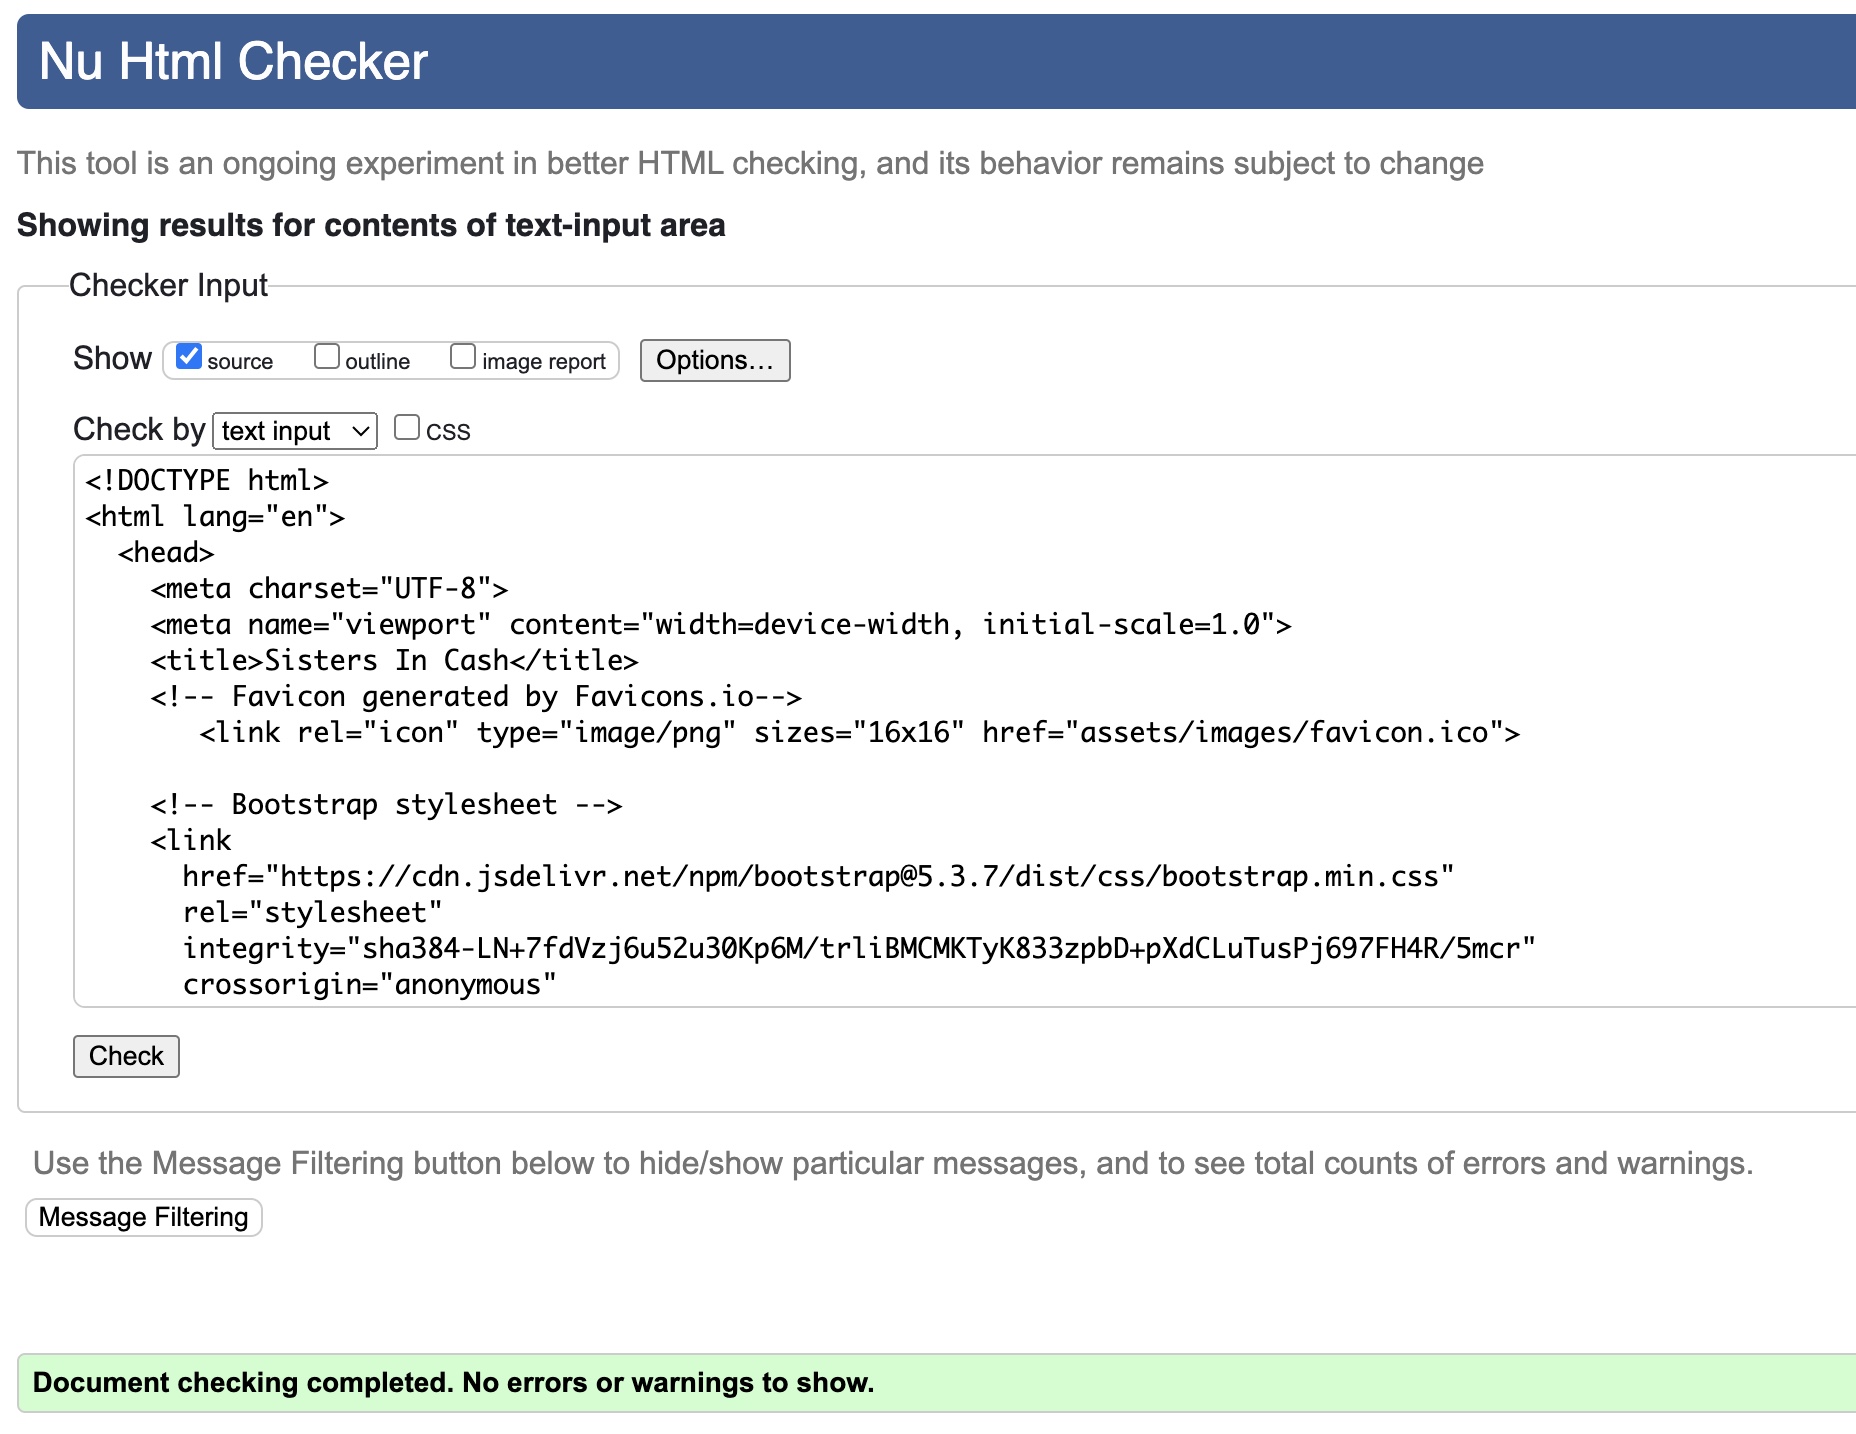 Nu Html Checker
This tool is an ongoing experiment in better HTML checking, and its behavior remains subject to change
Showing results for contents of text-input area
Checker Input
Show source outline image report Options...
Check by text input css
<!DOCTYPE html>
<html lang="en">
  <head>
    <meta charset="UTF-8">
    <meta name="viewport" content="width=device-width, initial-scale=1.0">
    <title>Sisters In Cash</title>
    <!-- Favicon generated by Favicons.io-->
       <link rel="icon" type="image/png" sizes="16x16" href="assets/images/favicon.ico">
    <!-- Bootstrap stylesheet -->
    <link
      href="https://cdn.jsdelivr.net/npm/bootstrap@5.3.7/dist/css/bootstrap.min.css"
      rel="stylesheet"
      integrity="sha384-LN+7fdVzj6u52u30Kp6M/trliBMCMKTyK833zpbD+pXdCLuTusPj697FH4R/5mcr"
      crossorigin="anonymous"
Check
Use the Message Filtering button below to hide/show particular messages, and to see total counts of errors and warnings.
Message Filtering
Document checking completed. No errors or warnings to show.